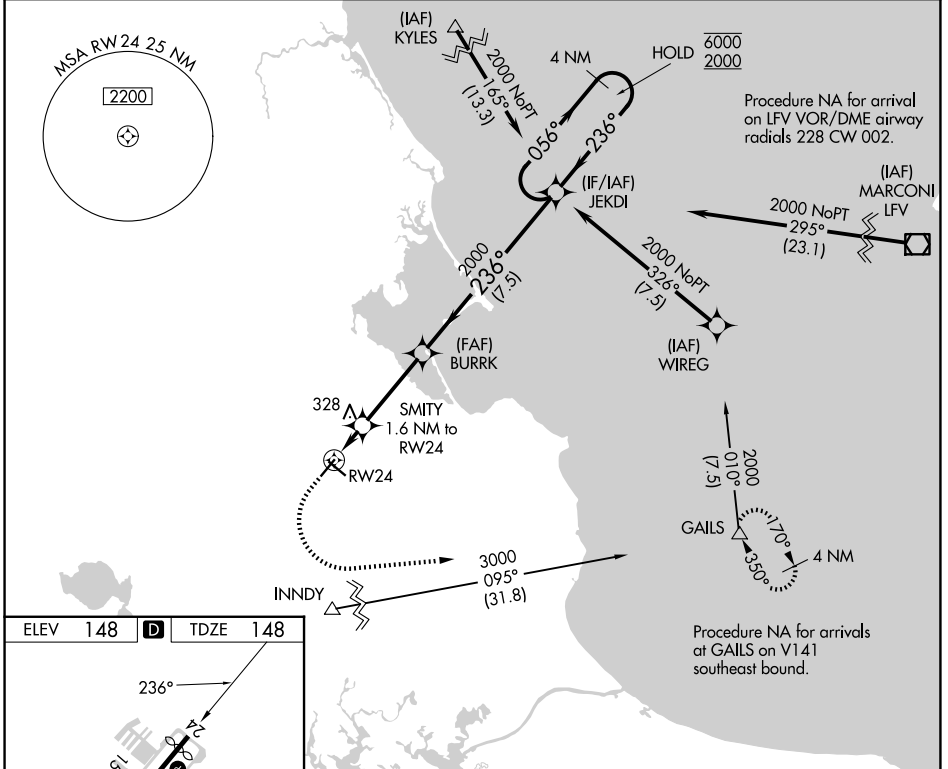 MSA RW24 25 NM
2200
(IAF)
KYLES
2000 NoPT
165°
(13.3)
4 NM
HOLD
6000
2000
056°
236°
Procedure NA for arrival
on LFV VOR/DME airway
radials 228 CW 002.
(IF/IAF)
JEKDI
(IAF)
MARCONI
LFV
2000 NoPT
295°
(23.1)
2000
236°
(7.5)
2000 NoPT
326°
(7.5)
(FAF)
BURRK
(IAF)
WIREG
328
SMITY
1.6 NM to
RW24
RW24
2000
010°
(7.5)
GAILS
170°
350°
4 NM
3000
095°
(31.8)
INNDY
Procedure NA for arrivals
at GAILS on V141
southeast bound.
ELEV 148 D TDZE 148
236°
24